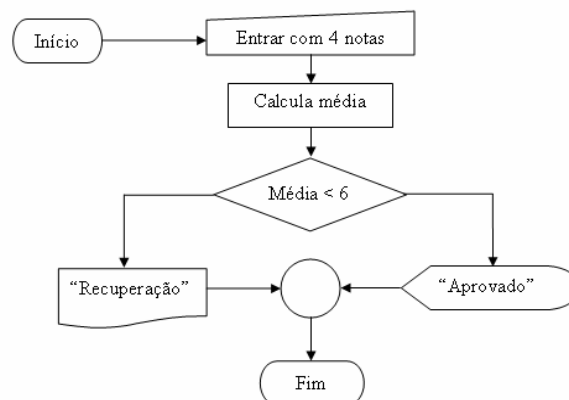 Início
Entrar com 4 notas
Calcula média
Média < 6
“Recuperação”
“Aprovado”
Fim